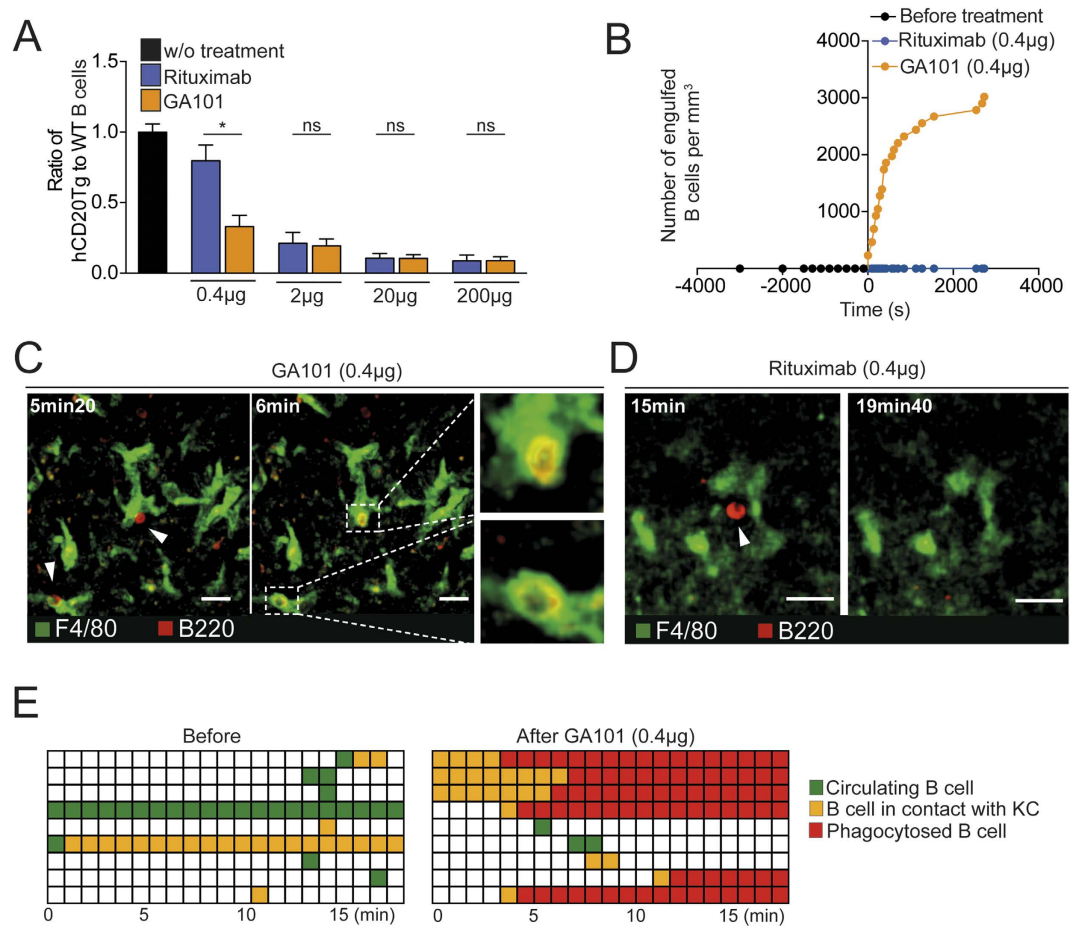 A
w/o treatment
Rituximab
GA101
Ratio of
hCD20Tg to WT B cells
1.5
1.0
0.5
0.0
*
ns
ns
ns
0.4µg
2µg
20µg
200µg
B
Before treatment
Rituximab (0.4µg)
GA101 (0.4µg)
Number of engulfed
B cells per mm³
4000
3000
2000
1000
-4000
-2000
0
2000
4000
Time (s)
C
GA101 (0.4µg)
5min20
6min
F4/80
B220
D
Rituximab (0.4µg)
15min
19min40
F4/80
B220
E
Before
0
5
10
15 (min)
After GA101 (0.4µg)
0
5
10
15 (min)
Circulating B cell
B cell in contact with KC
Phagocytosed B cell